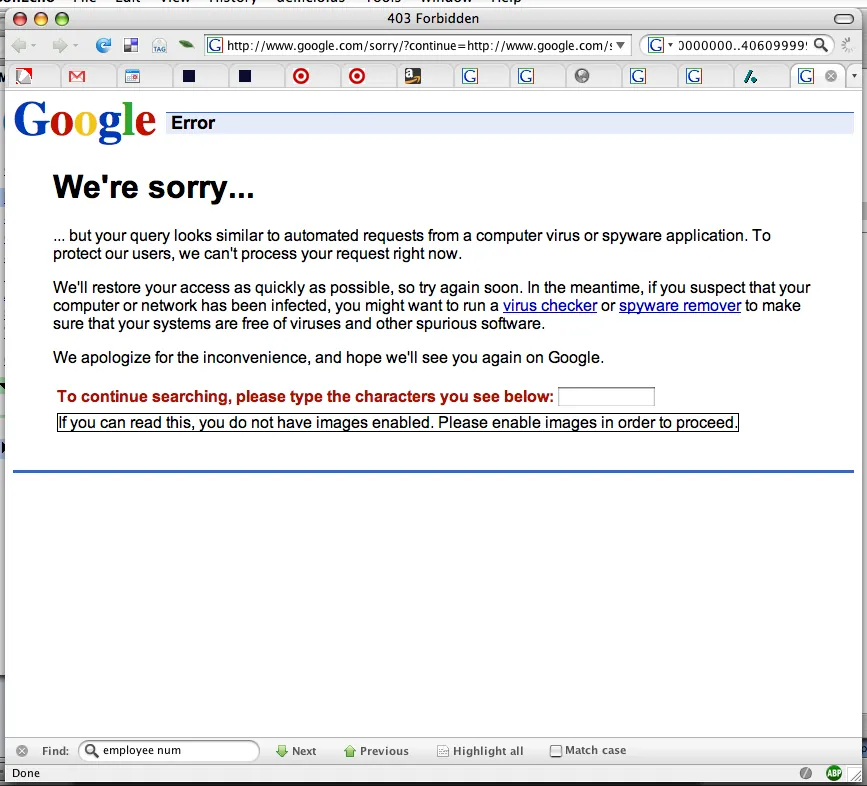 403 Forbidden
http://www.google.com/sorry/?continue=http://www.google.com/s
0000000..406099999
TAG
Google
Error
We're sorry...
... but your query looks similar to automated requests from a computer virus or spyware application. To
protect our users, we can't process your request right now.
We'll restore your access as quickly as possible, so try again soon. In the meantime, if you suspect that your
computer or network has been infected, you might want to run a virus checker or spyware remover to make
sure that your systems are free of viruses and other spurious software.
We apologize for the inconvenience, and hope we'll see you again on Google.
To continue searching, please type the characters you see below:
If you can read this, you do not have images enabled. Please enable images in order to proceed.
Find: employee num Next Previous Highlight all Match case
Done
ABP